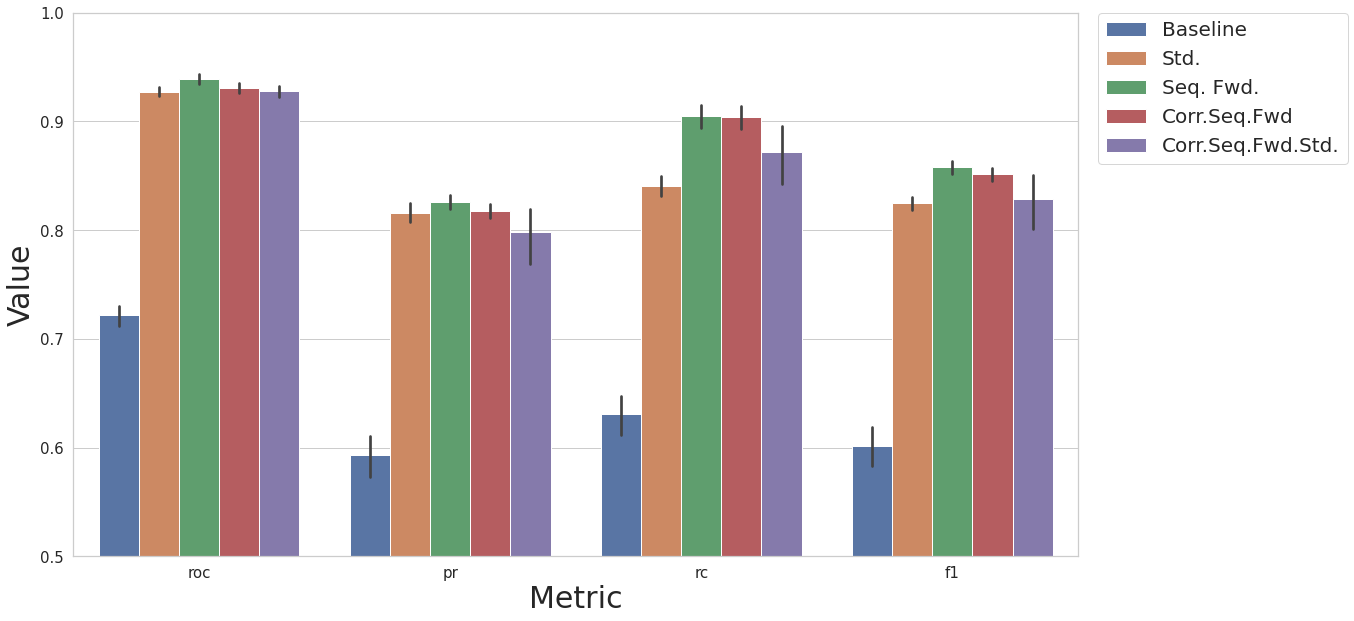 1.0
0.9
0.8
0.7
0.6
0.5
Value
roc
pr
rc
f1
Metric
Baseline
Std.
Seq. Fwd.
Corr.Seq.Fwd
Corr.Seq.Fwd.Std.